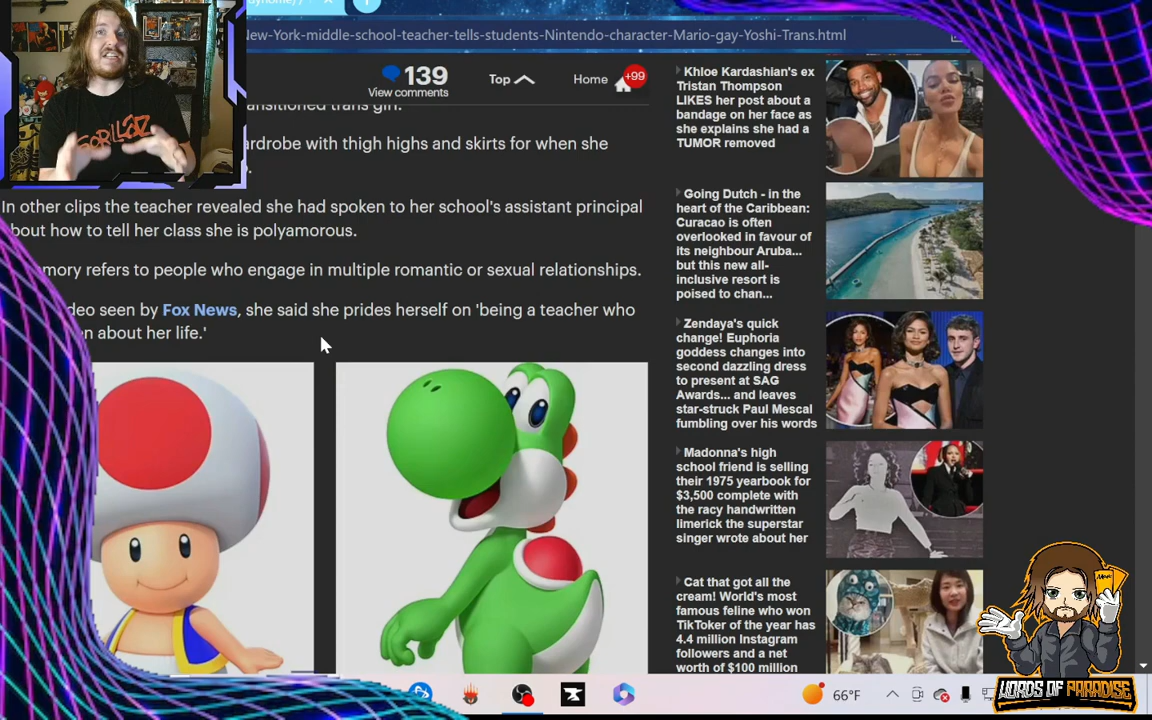 New-York-middle-school-teacher-tells-students-Nintendo-character-Mario-gay-Yoshi-Trans.html
139
View comments
Top
Home
+99
ansitioned trans girl.
ardrobe with thigh highs and skirts for when she
In other clips the teacher revealed she had spoken to her school's assistant principal
bout how to tell her class she is polyamorous.
mory refers to people who engage in multiple romantic or sexual relationships.
deo seen by Fox News, she said she prides herself on 'being a teacher who
n about her life.'
Khloe Kardashian's ex
Tristan Thompson
LIKES her post about a
bandage on her face as
she explains she had a
TUMOR removed
Going Dutch - in the
heart of the Caribbean:
Curacao is often
overlooked in favour of
its neighbour Aruba...
but this new all-
inclusive resort is
poised to chan...
Zendaya's quick
change! Euphoria
goddess changes into
second dazzling dress
to present at SAG
Awards... and leaves
star-struck Paul Mescal
fumbling over his words
Madonna's high
school friend is selling
their 1975 yearbook for
$3,500 complete with
the racy handwritten
limerick the superstar
singer wrote about her
Cat that got all the
cream! World's most
famous feline who won
TikToker of the year has
4.4 million Instagram
followers and a net
worth of $100 million
66°F
WORDS OF PARADISE